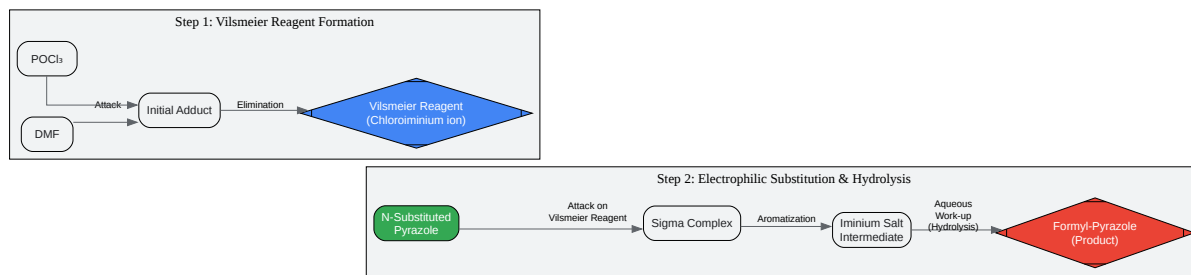 Step 1: Vilsmeier Reagent Formation
POCl₃
Attack
DMF
Initial Adduct
Elimination
Vilsmeier Reagent
(Chloroiminium ion)
Step 2: Electrophilic Substitution & Hydrolysis
N-Substituted
Pyrazole
Attack on
Vilsmeier Reagent
Sigma Complex
Aromatization
Iminium Salt
Intermediate
Aqueous
Work-up
(Hydrolysis)
Formyl-Pyrazole
(Product)